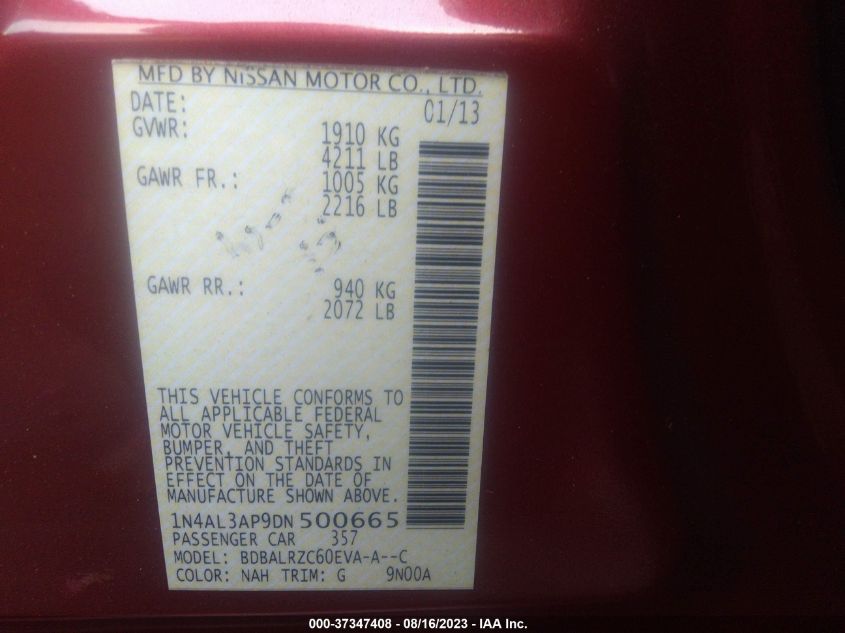 MFD BY NISSAN MOTOR CO., LTD.
DATE: 01/13
GVWR: 1910 KG
4211 LB
GAWR FR.: 1005 KG
2216 LB
GAWR RR.: 940 KG
2072 LB
THIS VEHICLE CONFORMS TO
ALL APPLICABLE FEDERAL
MOTOR VEHICLE SAFETY,
BUMPER, AND THEFT
PREVENTION STANDARDS IN
EFFECT ON THE DATE OF
MANUFACTURE SHOWN ABOVE.
1N4AL3AP9DN500665
PASSENGER CAR 357
MODEL: BDBALRZC60EVA-A--C
COLOR: NAH TRIM: G 9N00A
000-37347408 - 08/16/2023 - IAA Inc.